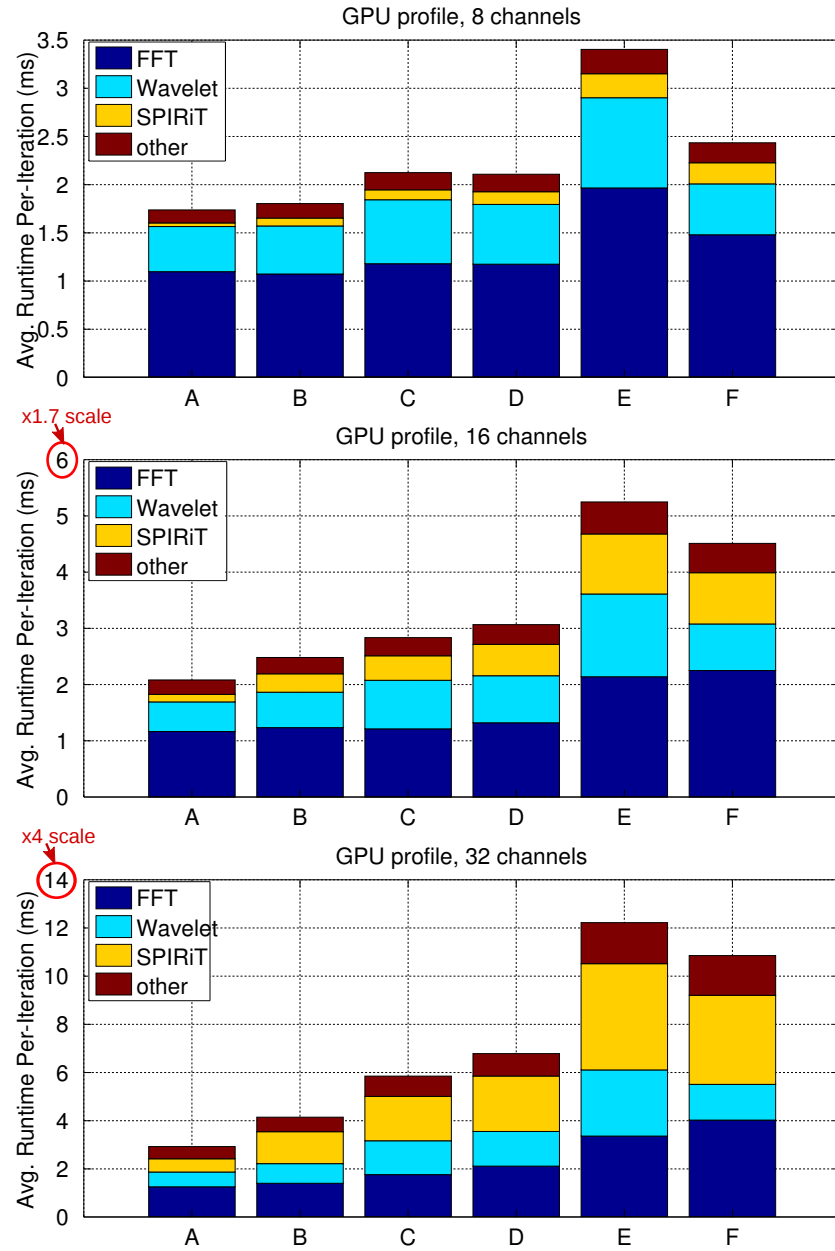 GPU profile, 8 channels
Avg. Runtime Per-Iteration (ms)
3.5
3
2.5
2
1.5
1
0.5
0
FFT
Wavelet
SPIRiT
other
A B C D E F
x1.7 scale
GPU profile, 16 channels
Avg. Runtime Per-Iteration (ms)
6
5
4
3
2
1
0
FFT
Wavelet
SPIRiT
other
A B C D E F
x4 scale
GPU profile, 32 channels
Avg. Runtime Per-Iteration (ms)
14
12
10
8
6
4
2
0
FFT
Wavelet
SPIRiT
other
A B C D E F